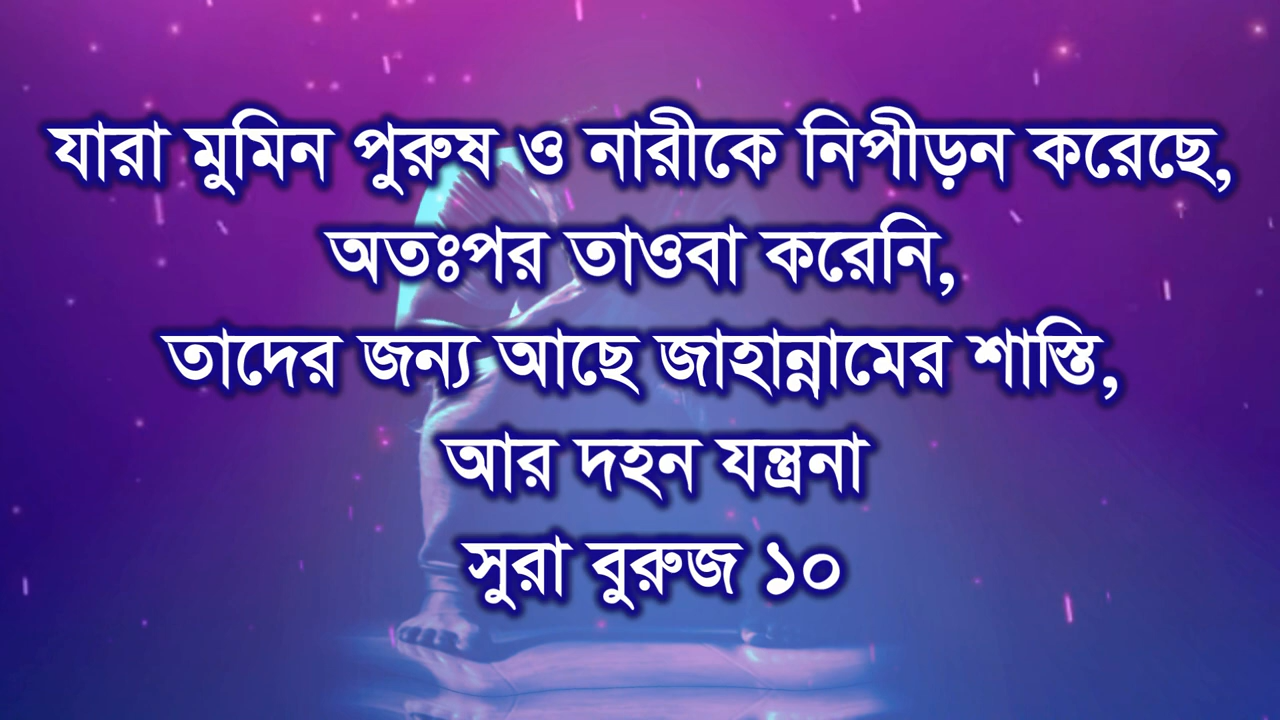 যারা মুমিন পুরুষ ও নারীকে নিপীড়ন করেছে,
অতঃপর তাওবা করেনি,
তাদের জন্য আছে জাহান্নামের শাস্তি,
আর দহন যন্ত্রনা
সুরা বুরুজ ১০